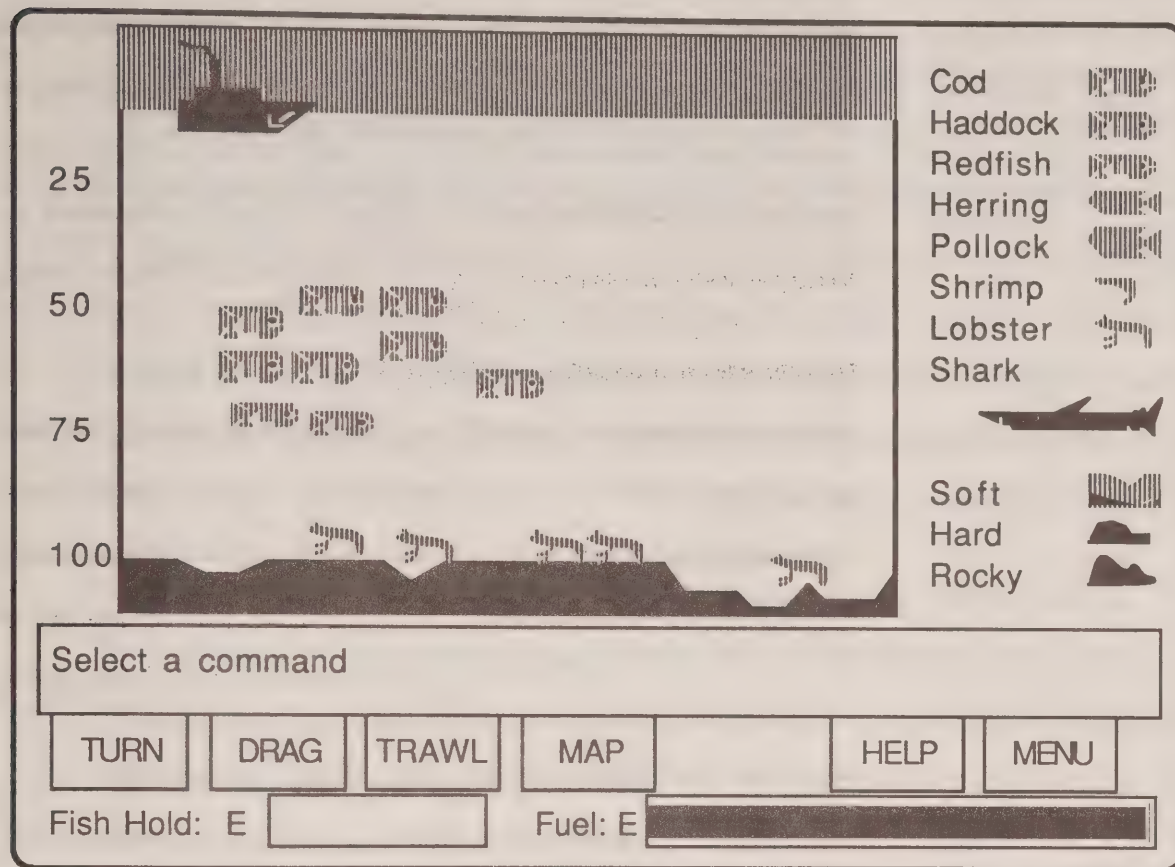 25
50
75
100
Cod
Haddock
Redfish
Herring
Pollock
Shrimp
Lobster
Shark
Soft
Hard
Rocky
Select a command
TURN DRAG TRAWL MAP HELP MENU
Fish Hold: E Fuel: E